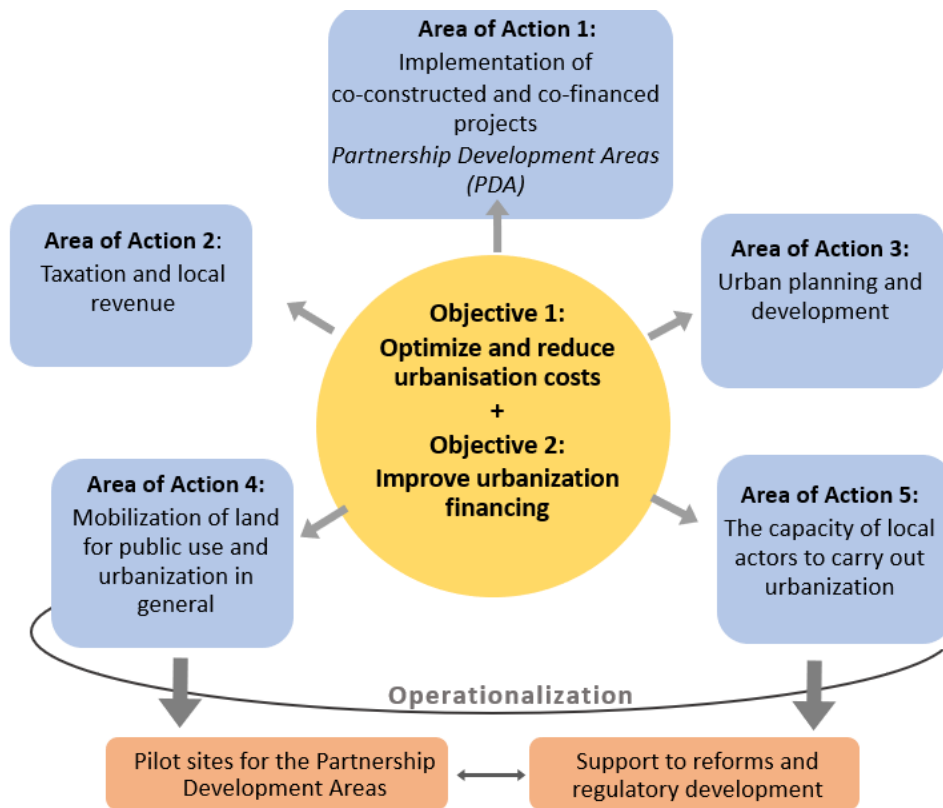 Area of Action 1:
Implementation of
co-constructed and co-financed
projects
Partnership Development Areas
(PDA)
Area of Action 2:
Taxation and local
revenue
Area of Action 3:
Urban planning and
development
Objective 1:
Optimize and reduce
urbanisation costs
+
Objective 2:
Improve urbanization
financing
Area of Action 4:
Mobilization of land
for public use and
urbanization in
general
Area of Action 5:
The capacity of local
actors to carry out
urbanization
Operationalization
Pilot sites for the Partnership
Development Areas
Support to reforms and
regulatory development